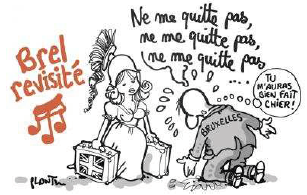 Brel
revisité
Ne me quitte pas,
ne me quitte pas,
ne me quitte pas
TU
M'AURAS
BIEN FAIT
CHIER!
BRUXELLES
PLANTU